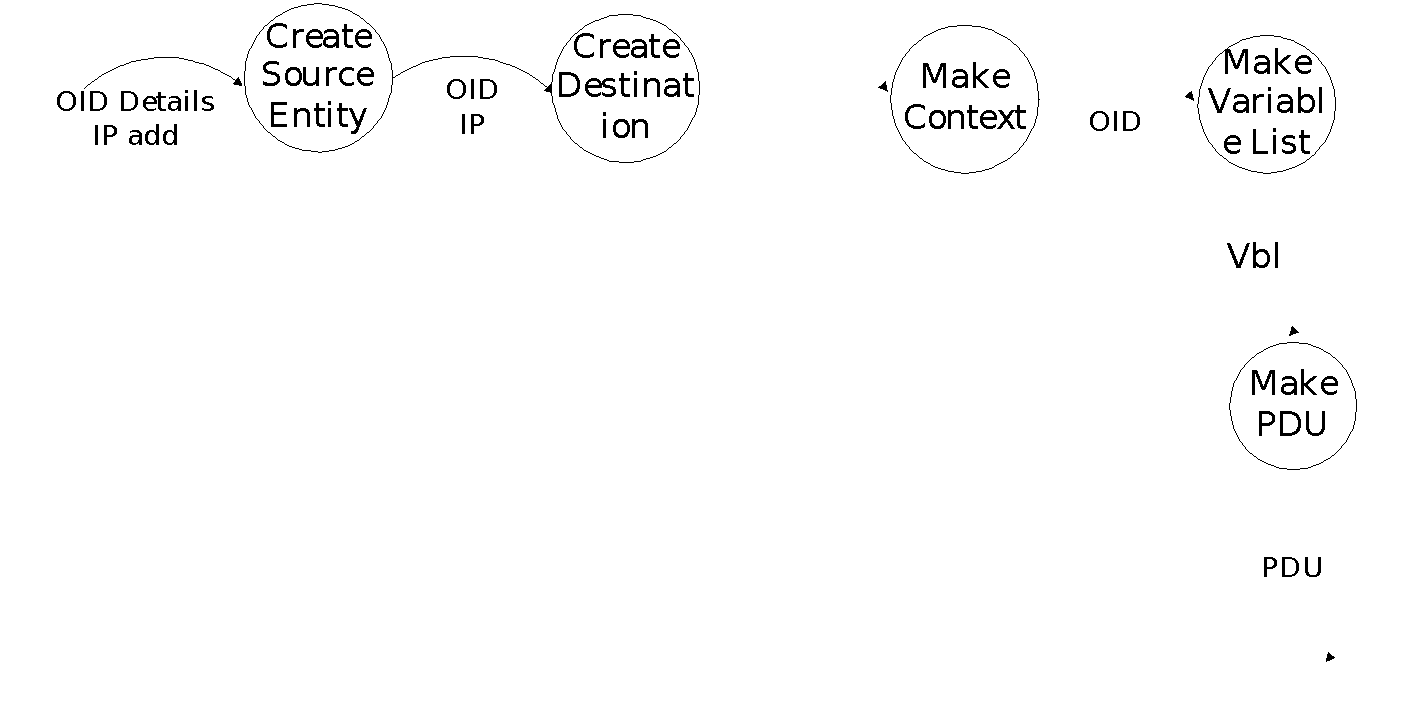 Create
Source
Entity
Create
Destinat
ion
Make
Context
Make
Variabl
e List
OID Details
IP add
OID
IP
OID
Vbl
Make
PDU
PDU